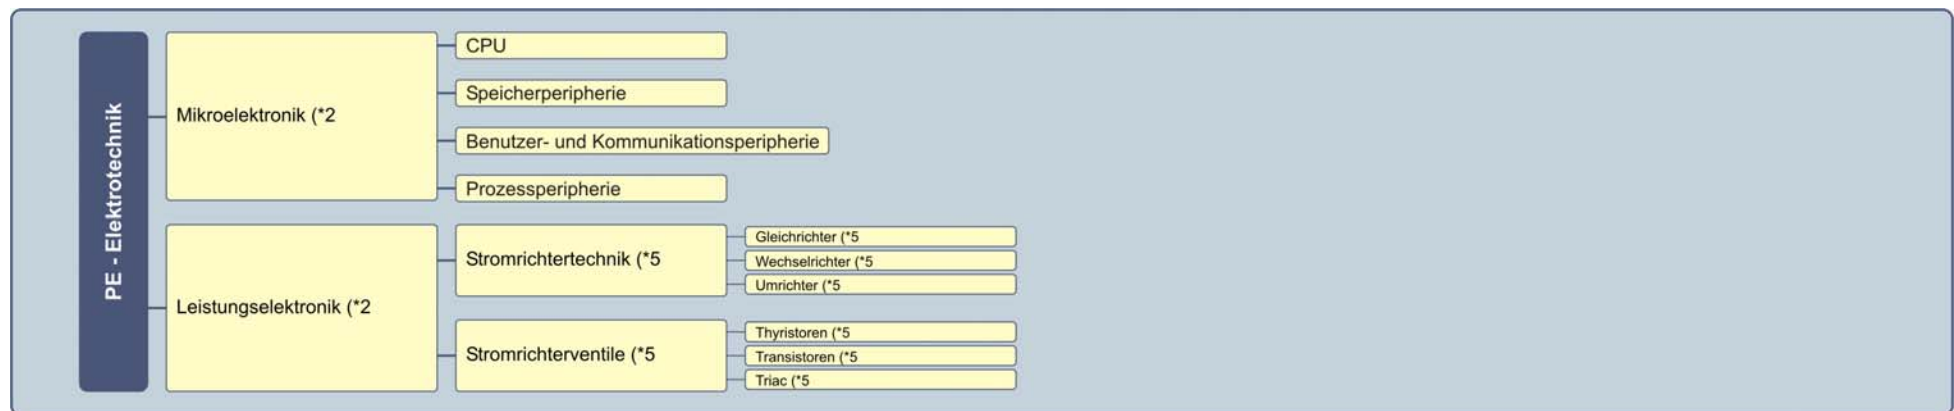 PE - Elektrotechnik
Mikroelektronik (*2
CPU
Speicherperipherie
Benutzer- und Kommunikationsperipherie
Prozessperipherie
Leistungselektronik (*2
Stromrichtertechnik (*5
Gleichrichter (*5
Wechselrichter (*5
Umrichter (*5
Stromrichterventile (*5
Thyristoren (*5
Transistoren (*5
Triac (*5